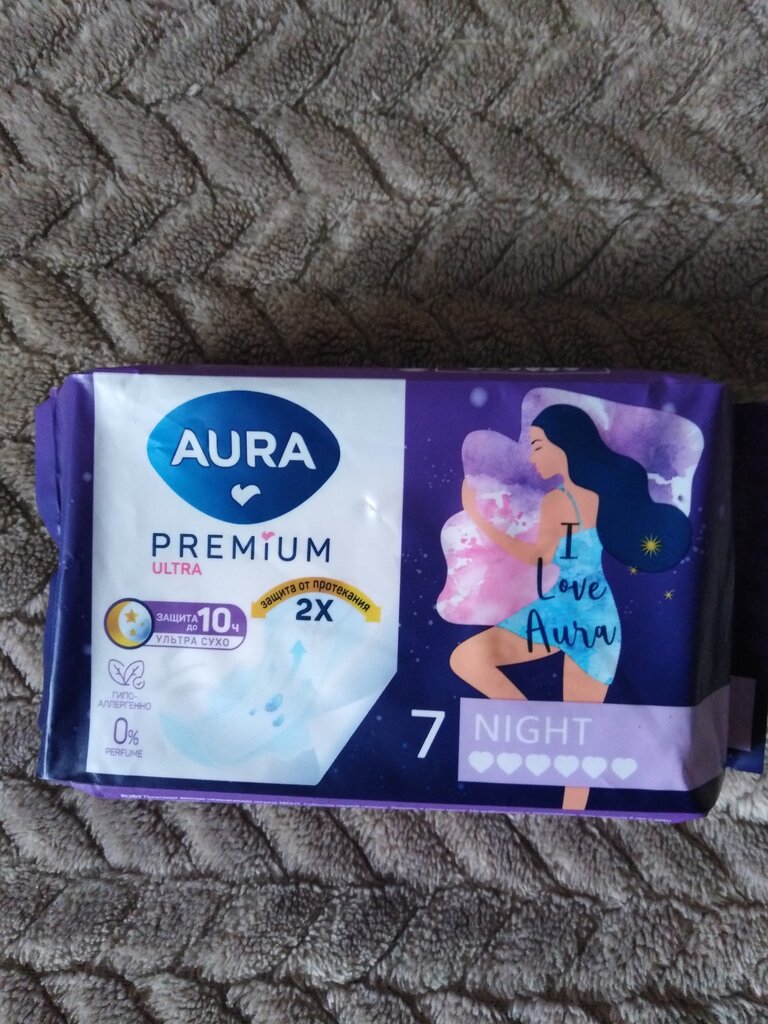 AURA
PREMIUM
ULTRA
защита от протекания
2X
ЗАЩИТА
до 10 ч
УЛЬТРА СУХО
ГИПО-
АЛЛЕРГЕННО
0%
PERFUME
I
Love
Aura
7 NIGHT